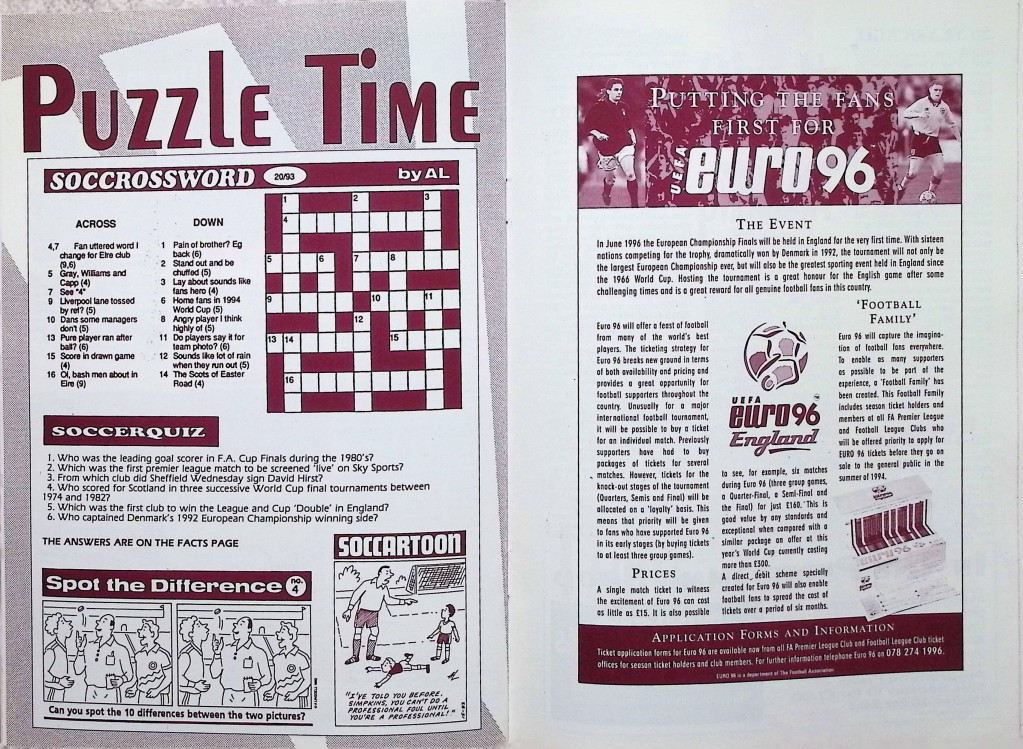 PUZZLE TIME
SOCCROSSWORD 20/93 by AL
ACROSS
4,7 Fan uttered word I
change for Eire club
(9,6)
5 Gray, Williams and
Capp (4)
7 See "4"
9 Liverpool lane tossed
by ref? (5)
10 Dans some managers
don't (5)
13 Pure player ran after
ball? (6)
15 Score in drawn game
(4)
16 Oi, bash men about in
Eire (9)
DOWN
1 Pain of brother? Eg
back (6)
2 Stand out and be
chuffed (5)
3 Lay about sounds like
fans hero (4)
6 Home fans in 1994
World Cup (5)
8 Angry player I think
highly of (5)
11 Do players say it for
team photo? (6)
12 Sounds like lot of rain
when they run out (5)
14 The Scots of Easter
Road (4)
1 2 3
4
5 6 7 8
9 10 11
12
13 14 15
16
SOCCERQUIZ
1. Who was the leading goal scorer in F.A. Cup Finals during the 1980's?
2. Which was the first premier league match to be screened 'live' on Sky Sports?
3. From which club did Sheffield Wednesday sign David Hirst?
4. Who scored for Scotland in three successive World Cup final tournaments between
1974 and 1982?
5. Which was the first club to win the League and Cup 'Double' in England?
6. Who captained Denmark's 1992 European Championship winning side?
THE ANSWERS ARE ON THE FACTS PAGE
Spot the Difference no. 4
Can you spot the 10 differences between the two pictures?
SOCCARTOON
"I'VE TOLD YOU BEFORE,
SIMPKINS, YOU CAN'T DO A
PROFESSIONAL FOUL UNTIL
YOU'RE A PROFESSIONAL!"
PUTTING THE FANS
FIRST FOR
UEFA euro96
THE EVENT
In June 1996 the European Championship Finals will be held in England for the very first time. With sixteen
nations competing for the trophy, dramatically won by Denmark in 1992, the tournament will not only be
the largest European Championship ever, but will also be the greatest sporting event held in England since
the 1966 World Cup. Hosting the tournament is a great honour for the English game after some
challenging times and is a great reward for all genuine football fans in this country.
Euro 96 will offer a feast of football
from many of the world's best
players. The ticketing strategy for
Euro 96 breaks new ground in terms
of both availability and pricing and
provides a great opportunity for
football supporters throughout the
country. Unusually for a major
international football tournament,
it will be possible to buy a ticket
for an individual match. Previously
supporters have had to buy
packages of tickets for several
matches. However, tickets for the
knock-out stages of the tournament
(Quarters, Semis and Final) will be
allocated on a 'loyalty' basis. This
means that priority will be given
to fans who have supported Euro 96
in its early stages (by buying tickets
to at least three group games).
PRICES
A single match ticket to witness
the excitement of Euro 96 can cost
as little as £15. It is also possible
UEFA
euro96
England
to see, for example, six matches
during Euro 96 (three group games,
a Quarter-Final, a Semi-Final and
the Final) for just £160. This is
good value by any standards and
exceptional when compared with a
similar package on offer at this
year's World Cup currently costing
more than £300.
A direct debit scheme specially
created for Euro 96 will also enable
football fans to spread the cost of
tickets over a period of six months.
'FOOTBALL
FAMILY'
Euro 96 will capture the imagina-
tion of football fans everywhere.
To enable as many supporters
as possible to be part of the
experience, a 'Football Family' has
been created. This Football Family
includes season ticket holders and
members at all FA Premier League
and Football League Clubs who
will be offered priority to apply for
EURO tickets before they go on
sale to the general public in the
summer of 1994.
APPLICATION FORMS AND INFORMATION
Ticket application forms for Euro 96 are available now from all FA Premier League Club and Football League Club ticket
offices for season ticket holders and club members. For further information telephone Euro 96 on 078 274 1996.
EURO 96 is a department of The Football Association